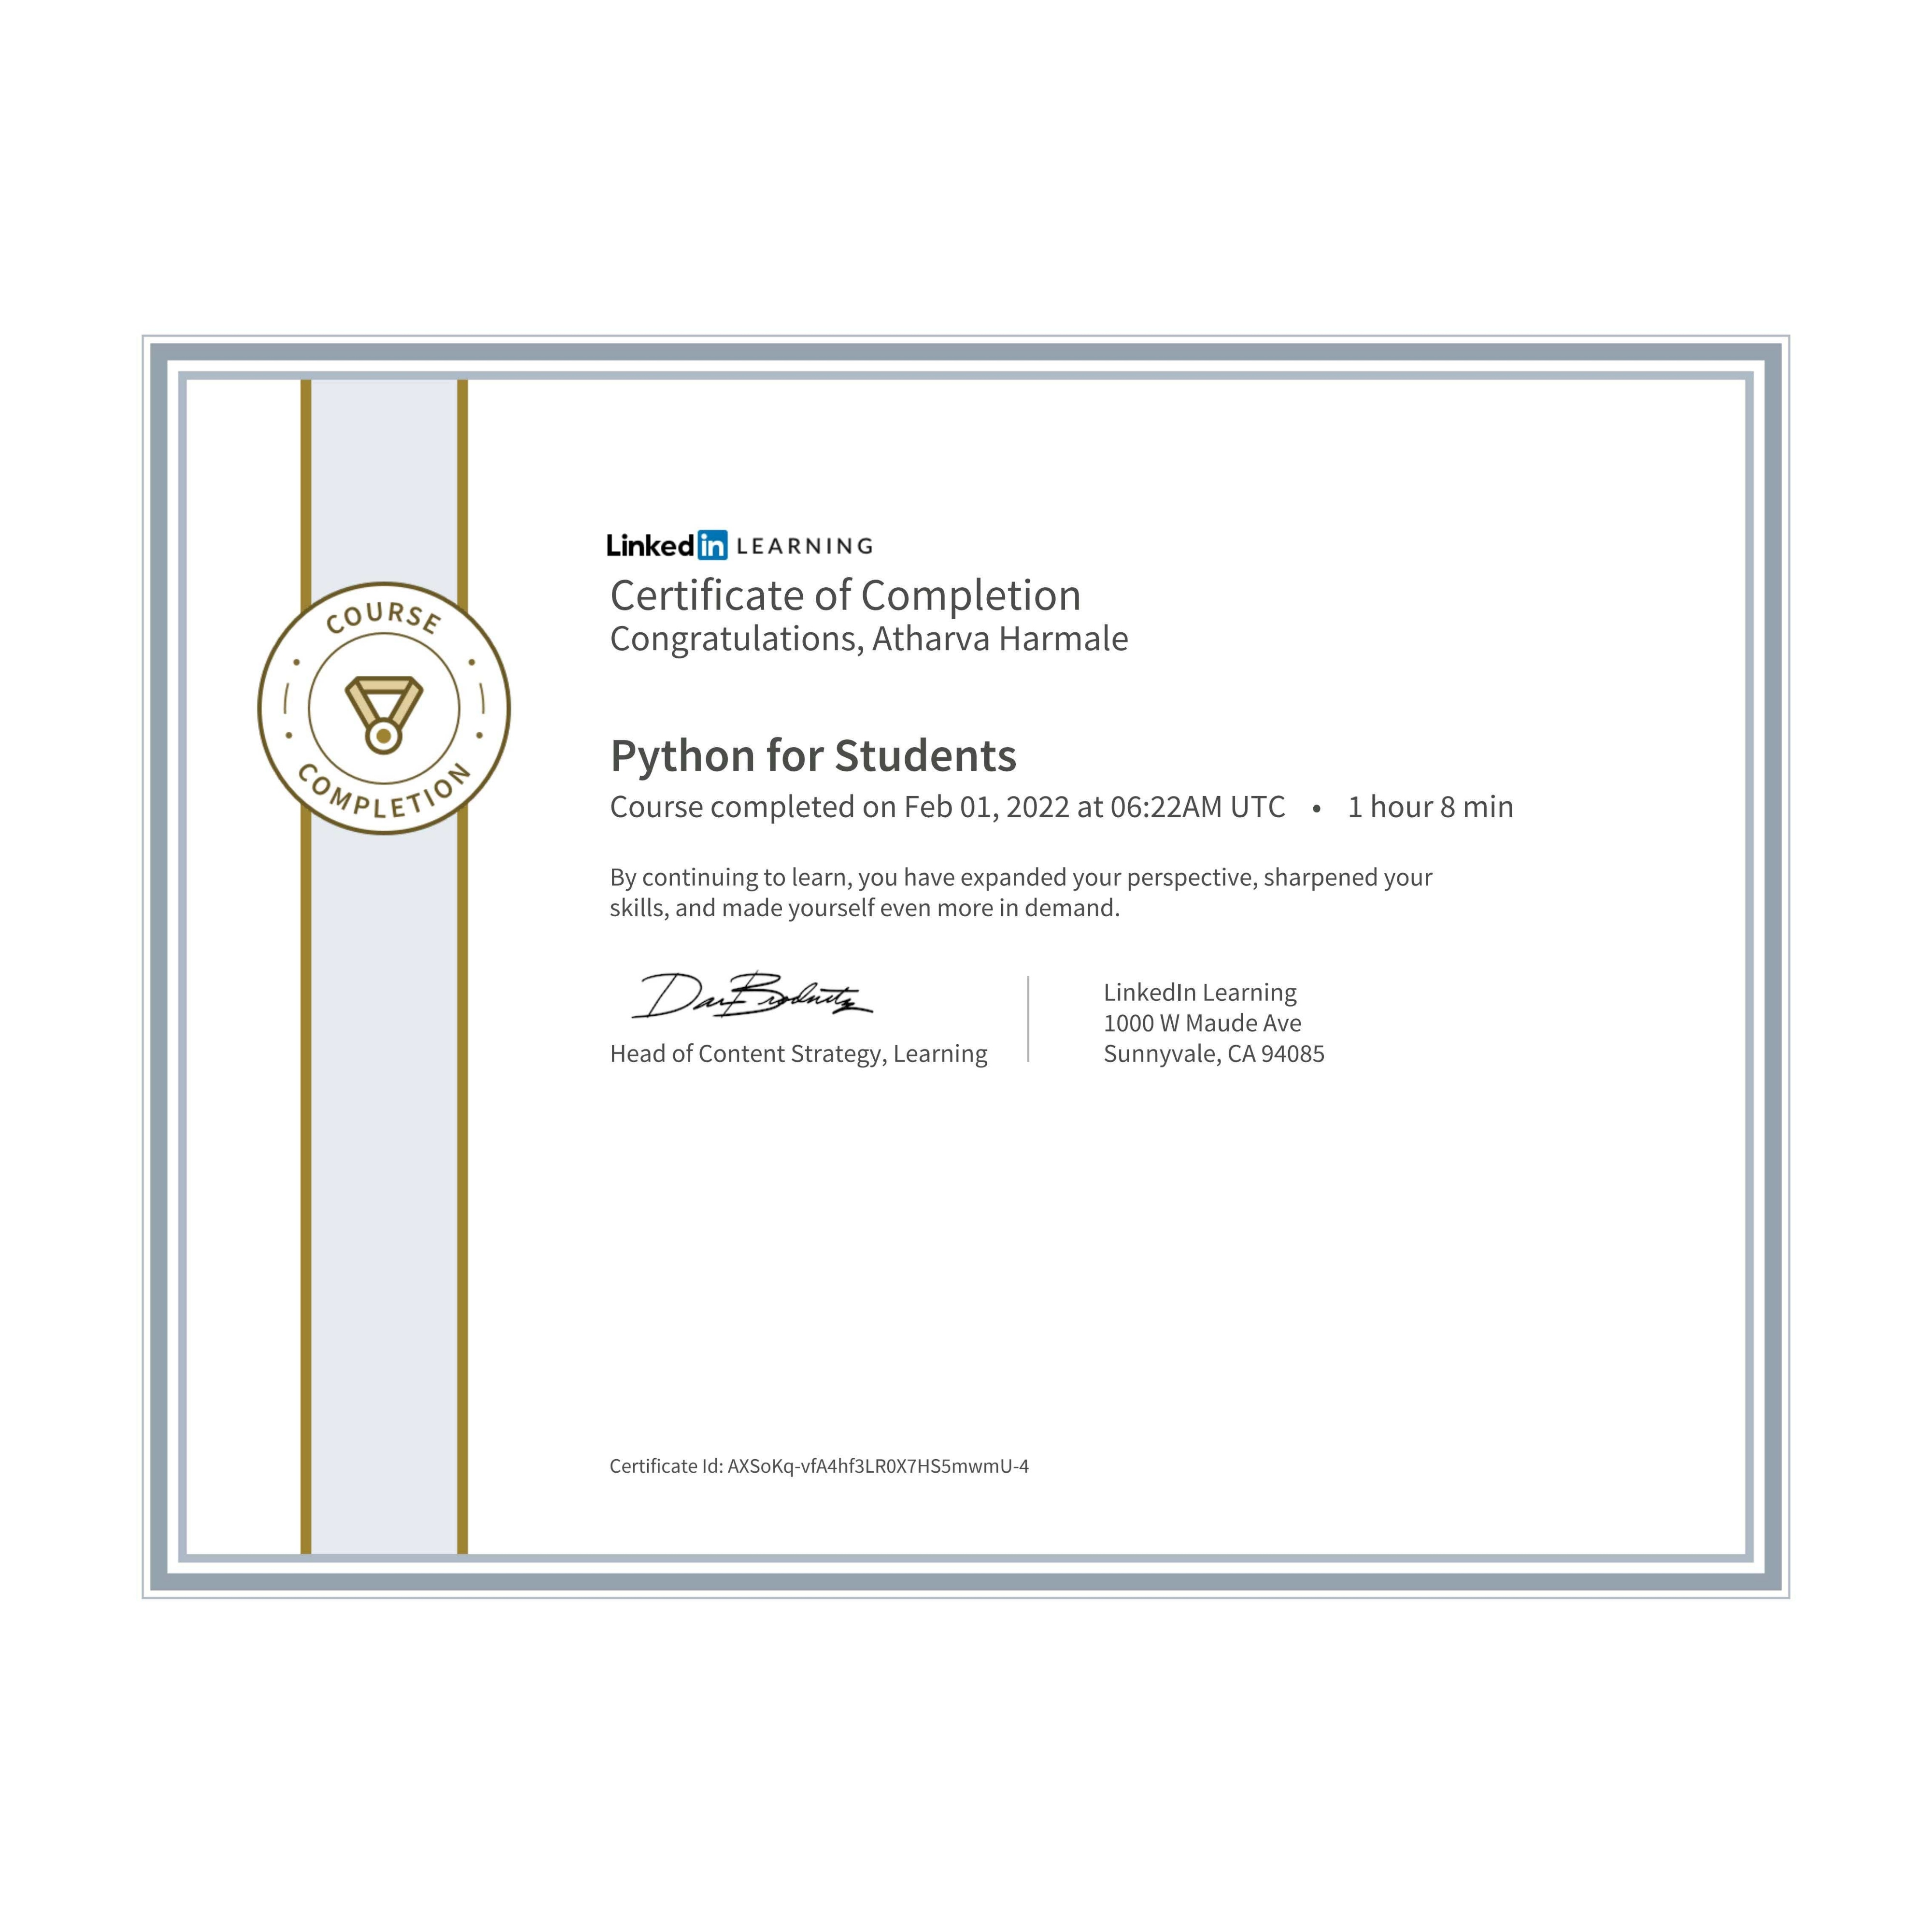 LinkedIn LEARNING
Certificate of Completion
Congratulations, Atharva Harmale
COURSE
COMPLETION
Python for Students
Course completed on Feb 01, 2022 at 06:22AM UTC • 1 hour 8 min
By continuing to learn, you have expanded your perspective, sharpened your
skills, and made yourself even more in demand.
Dan Brodnitz
Head of Content Strategy, Learning
LinkedIn Learning
1000 W Maude Ave
Sunnyvale, CA 94085
Certificate Id: AXSoKq-vfA4hf3LR0X7HS5mwmU-4